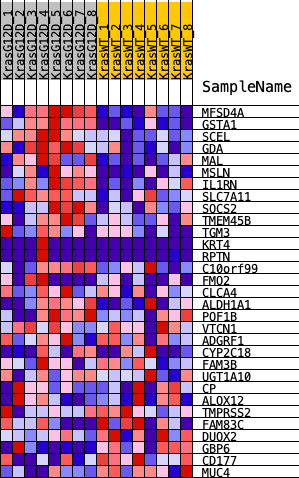 KrasG12D_1
KrasG12D_2
KrasG12D_3
KrasG12D_4
KrasG12D_5
KrasG12D_6
KrasG12D_7
KrasG12D_8
KrasWT_1
KrasWT_2
KrasWT_3
KrasWT_4
KrasWT_5
KrasWT_6
KrasWT_7
KrasWT_8
SampleName
MFSD4A
GSTA1
SCEL
GDA
MAL
MSLN
IL1RN
SLC7A11
SOCS2
TMEM45B
TGM3
KRT4
RPTN
C10orf99
FMO2
CLCA4
ALDH1A1
POF1B
VTCN1
ADGRF1
CYP2C18
FAM3B
UGT1A10
CP
ALOX12
TMPRSS2
FAM83C
DUOX2
GBP6
CD177
MUC4